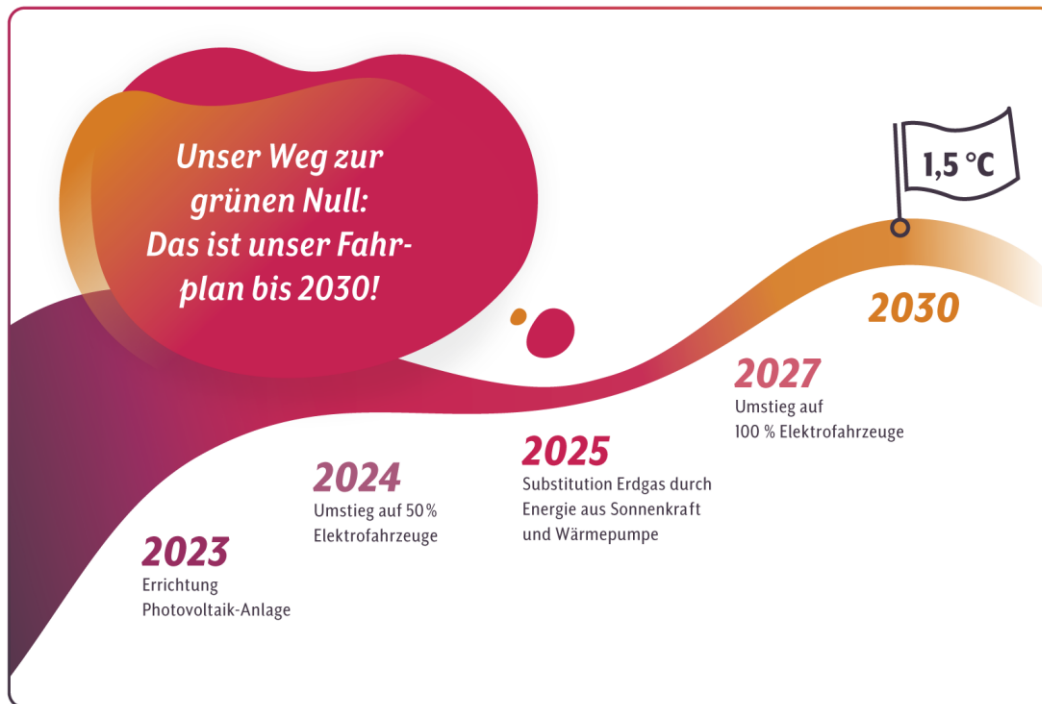 Unser Weg zur
grünen Null:
Das ist unser Fahr-
plan bis 2030!
1,5 °C
2030
2027
Umstieg auf
100 % Elektrofahrzeuge
2025
Substitution Erdgas durch
Energie aus Sonnenkraft
und Wärmepumpe
2024
Umstieg auf 50 %
Elektrofahrzeuge
2023
Errichtung
Photovoltaik-Anlage